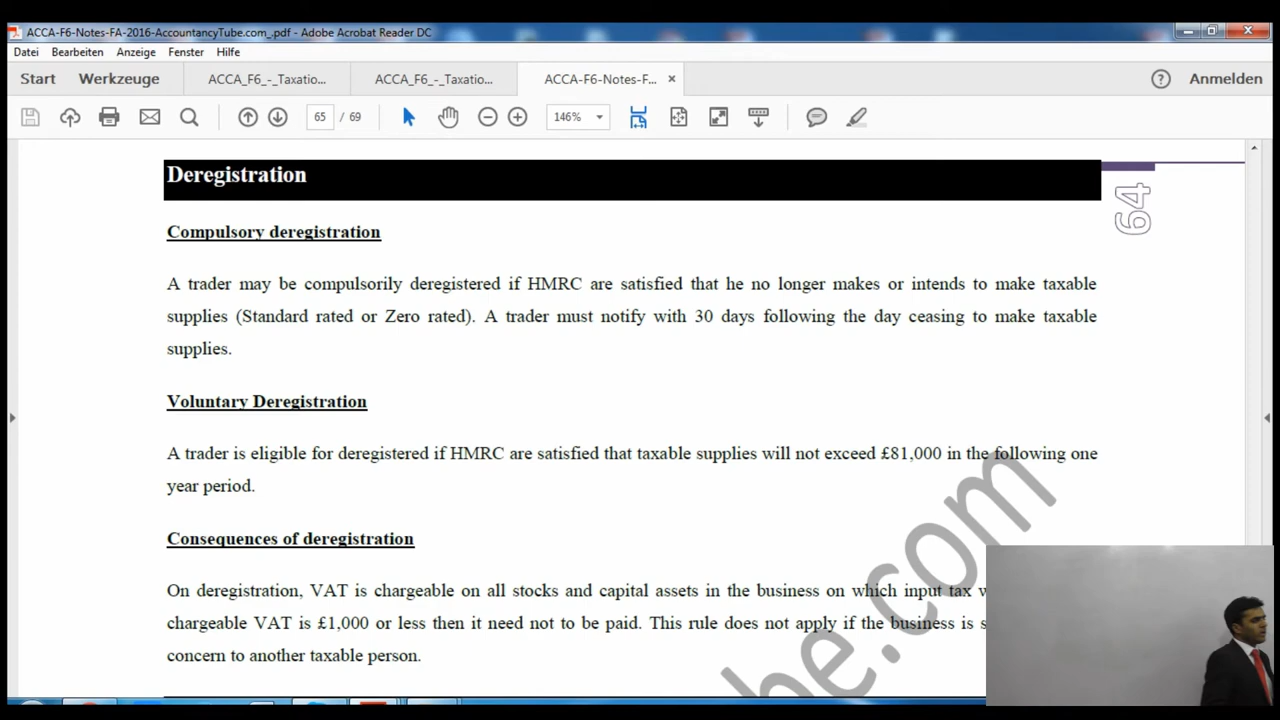 ACCA-F6-Notes-FA-2016-AccountancyTube.com_.pdf - Adobe Acrobat Reader DC
Datei Bearbeiten Anzeige Fenster Hilfe
Start Werkzeuge ACCA_F6_-_Taxatio... ACCA_F6_-_Taxatio... ACCA-F6-Notes-F... × ? Anmelden
65 / 69 146%
Deregistration
64
Compulsory deregistration
A trader may be compulsorily deregistered if HMRC are satisfied that he no longer makes or intends to make taxable
supplies (Standard rated or Zero rated). A trader must notify with 30 days following the day ceasing to make taxable
supplies.
Voluntary Deregistration
A trader is eligible for deregistered if HMRC are satisfied that taxable supplies will not exceed £81,000 in the following one
year period.
Consequences of deregistration
On deregistration, VAT is chargeable on all stocks and capital assets in the business on which input tax
chargeable VAT is £1,000 or less then it need not to be paid. This rule does not apply if the business is
concern to another taxable person.
be.com